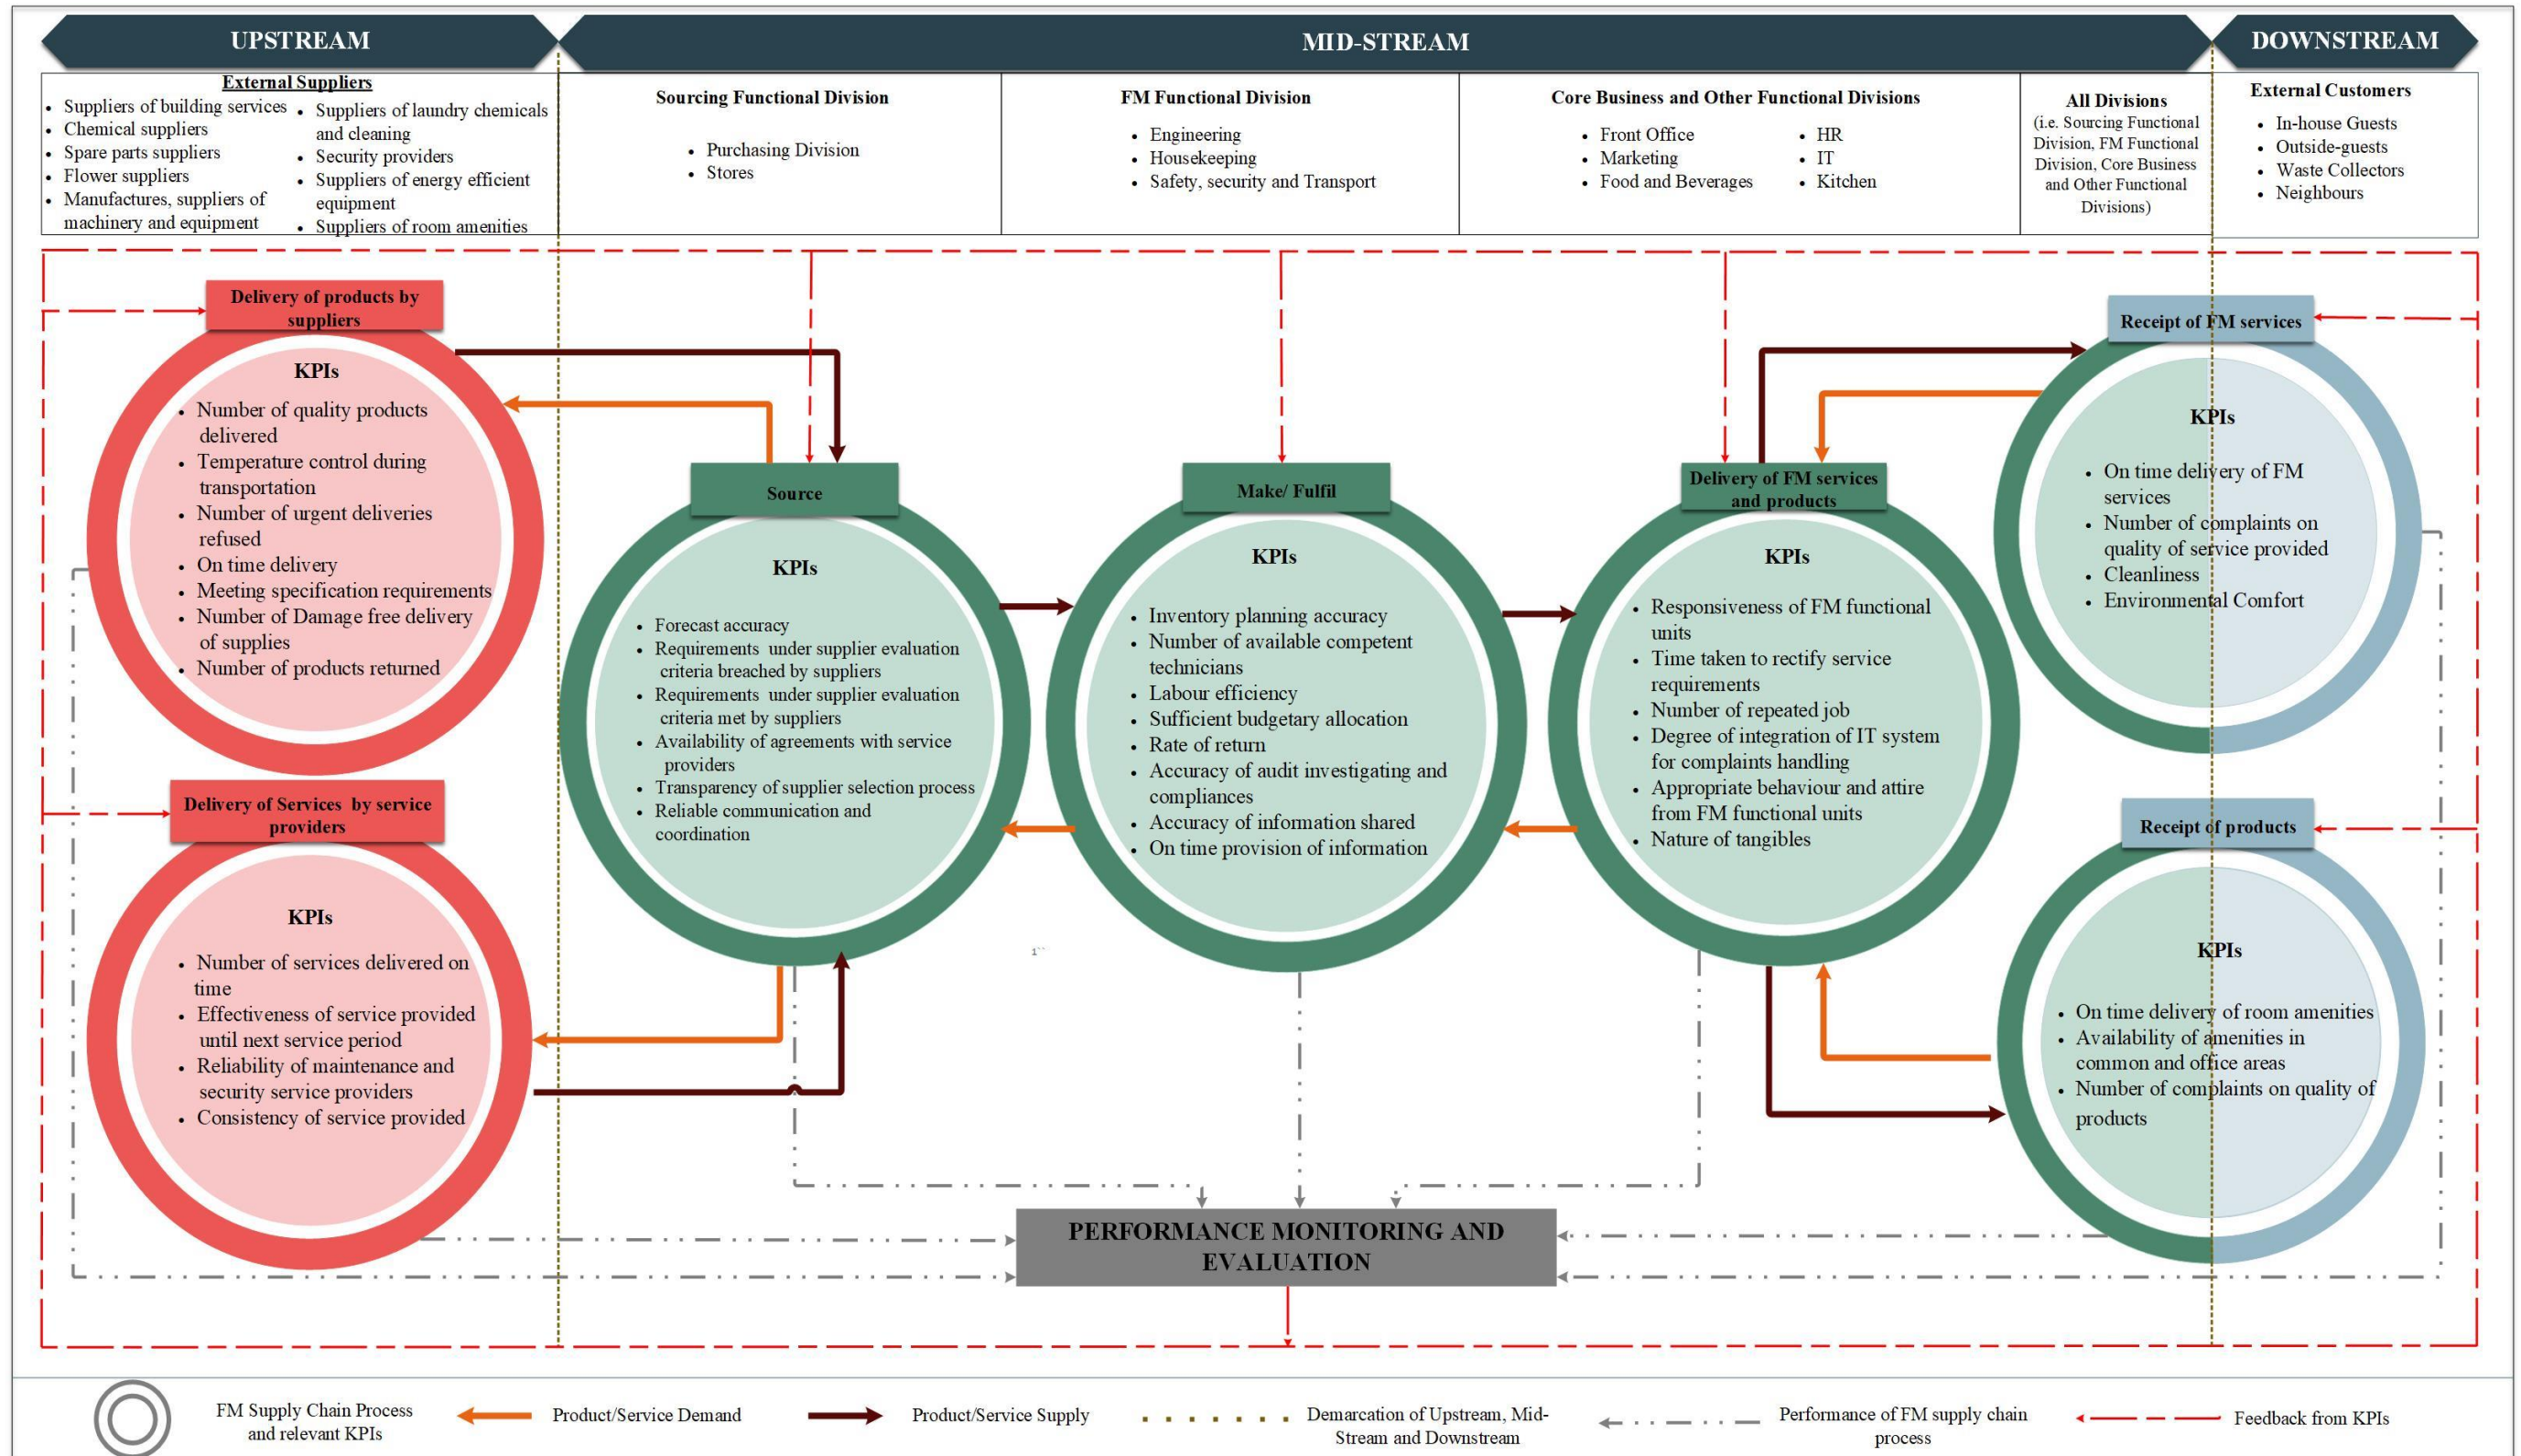 UPSTREAM
MID-STREAM
DOWNSTREAM
External Suppliers
• Suppliers of building services
• Chemical suppliers
• Spare parts suppliers
• Flower suppliers
• Manufactures, suppliers of
machinery and equipment
• Suppliers of laundry chemicals
and cleaning
• Security providers
• Suppliers of energy efficient
equipment
• Suppliers of room amenities
Sourcing Functional Division
• Purchasing Division
• Stores
FM Functional Division
• Engineering
• Housekeeping
• Safety, security and Transport
Core Business and Other Functional Divisions
• Front Office
• Marketing
• Food and Beverages
• HR
• IT
• Kitchen
All Divisions
(i.e. Sourcing Functional
Division, FM Functional
Division, Core Business
and Other Functional
Divisions)
External Customers
• In-house Guests
• Outside-guests
• Waste Collectors
• Neighbours
Delivery of products by
suppliers
KPIs
• Number of quality products
delivered
• Temperature control during
transportation
• Number of urgent deliveries
refused
• On time delivery
• Meeting specification requirements
• Number of Damage free delivery
of supplies
• Number of products returned
Delivery of Services by service
providers
KPIs
• Number of services delivered on
time
• Effectiveness of service provided
until next service period
• Reliability of maintenance and
security service providers
• Consistency of service provided
Source
KPIs
• Forecast accuracy
• Requirements under supplier evaluation
criteria breached by suppliers
• Requirements under supplier evaluation
criteria met by suppliers
• Availability of agreements with service
providers
• Transparency of supplier selection process
• Reliable communication and
coordination
1``
Make/ Fulfil
KPIs
• Inventory planning accuracy
• Number of available competent
technicians
• Labour efficiency
• Sufficient budgetary allocation
• Rate of return
• Accuracy of audit investigating and
compliances
• Accuracy of information shared
• On time provision of information
Delivery of FM services
and products
KPIs
• Responsiveness of FM functional
units
• Time taken to rectify service
requirements
• Number of repeated job
• Degree of integration of IT system
for complaints handling
• Appropriate behaviour and attire
from FM functional units
• Nature of tangibles
Receipt of FM services
KPIs
• On time delivery of FM
services
• Number of complaints on
quality of service provided
• Cleanliness
• Environmental Comfort
Receipt of products
KPIs
• On time delivery of room amenities
• Availability of amenities in
common and office areas
• Number of complaints on quality of
products
PERFORMANCE MONITORING AND
EVALUATION
FM Supply Chain Process
and relevant KPIs
Product/Service Demand
Product/Service Supply
Demarcation of Upstream, Mid-
Stream and Downstream
Performance of FM supply chain
process
Feedback from KPIs